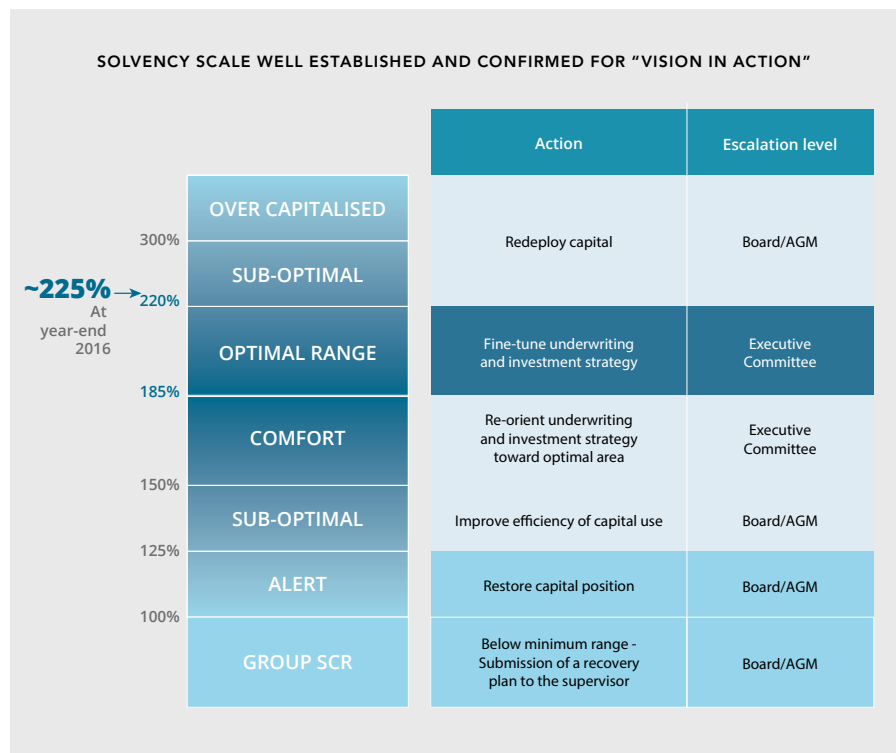 SOLVENCY SCALE WELL ESTABLISHED AND CONFIRMED FOR “VISION IN ACTION”
Action
Escalation level
OVER CAPITALISED
300%
SUB-OPTIMAL
Redeploy capital
Board/AGM
~225%
At
year-end
2016
220%
OPTIMAL RANGE
Fine-tune underwriting
and investment strategy
Executive
Committee
185%
COMFORT
Re-orient underwriting
and investment strategy
toward optimal area
Executive
Committee
150%
SUB-OPTIMAL
Improve efficiency of capital use
Board/AGM
125%
ALERT
Restore capital position
Board/AGM
100%
GROUP SCR
Below minimum range -
Submission of a recovery
plan to the supervisor
Board/AGM